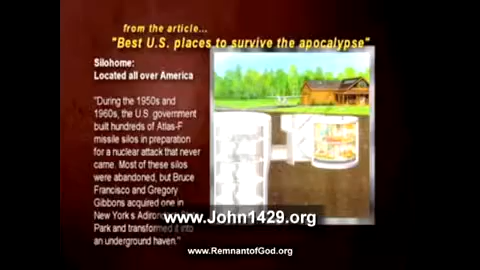 from the article...
"Best U.S. places to survive the apocalypse"
Silohome:
Located all over America
"During the 1950s and
1960s, the U.S. government
built hundreds of Atlas-F
missile silos in preparation
for a nuclear attack that never
came. Most of these silos
were abandoned, but Bruce
Francisco and Gregory
Gibbons acquired one in
New York's
Park and transformed it into
an underground haven."
www.John1429.org
www.RemnantofGod.org